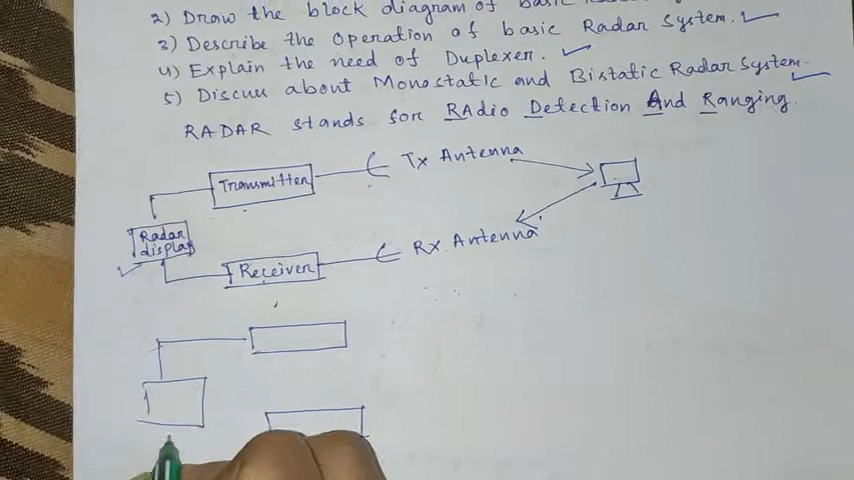 2) Draw the block diagram of basic
3) Describe the Operation of basic Radar System.
4) Explain the need of Duplexer.
5) Discuss about Monostatic and Bistatic Radar System.
RADAR stands for RAdio Detection And Ranging.
Transmitter
Tx Antenna
Radar display
Receiver
RX Antenna